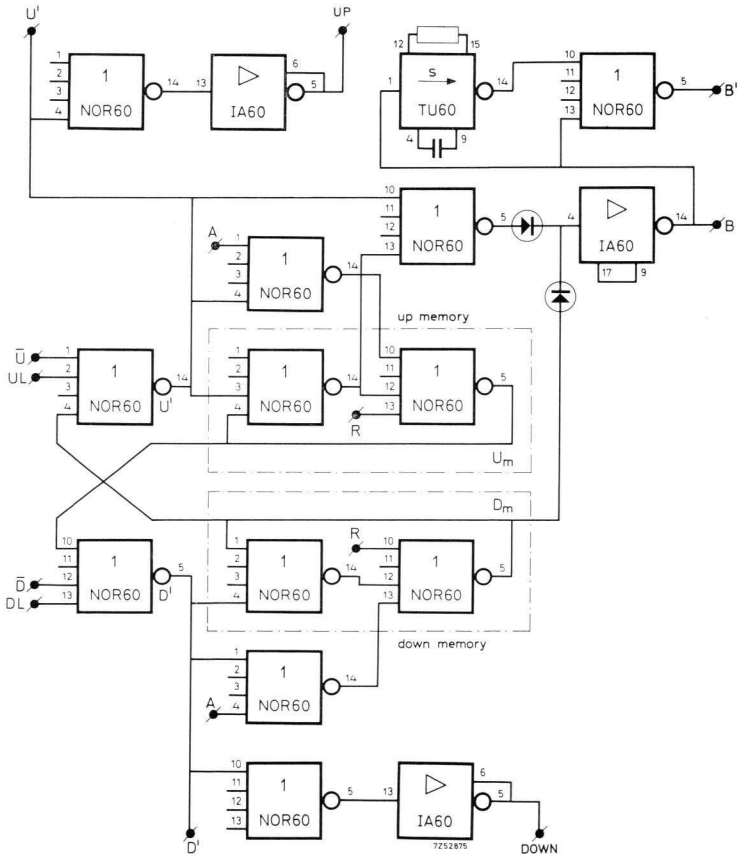 U' UP
1 2 3 4 1 NOR60 14 13 IA60 6 5
12 15 1 S TU60 14 4 9
10 11 12 13 1 NOR60 5 B'
10 11 12 13 1 NOR60 5 4 IA60 14 B
17 9
A 1 2 3 4 1 NOR60 14
up memory
U̅ 1 UL 2 3 4 1 NOR60 14 U'
1 2 3 4 1 NOR60 14
10 11 12 13 1 NOR60 5
R
Um
Dm
D̅ DL 10 11 12 13 1 NOR60 5 D'
1 2 3 4 1 NOR60 14
R 10 11 12 13 1 NOR60 5
down memory
A 1 2 3 4 1 NOR60 14
10 11 12 13 1 NOR60 5 13 IA60 6 5
7Z52875
D' DOWN